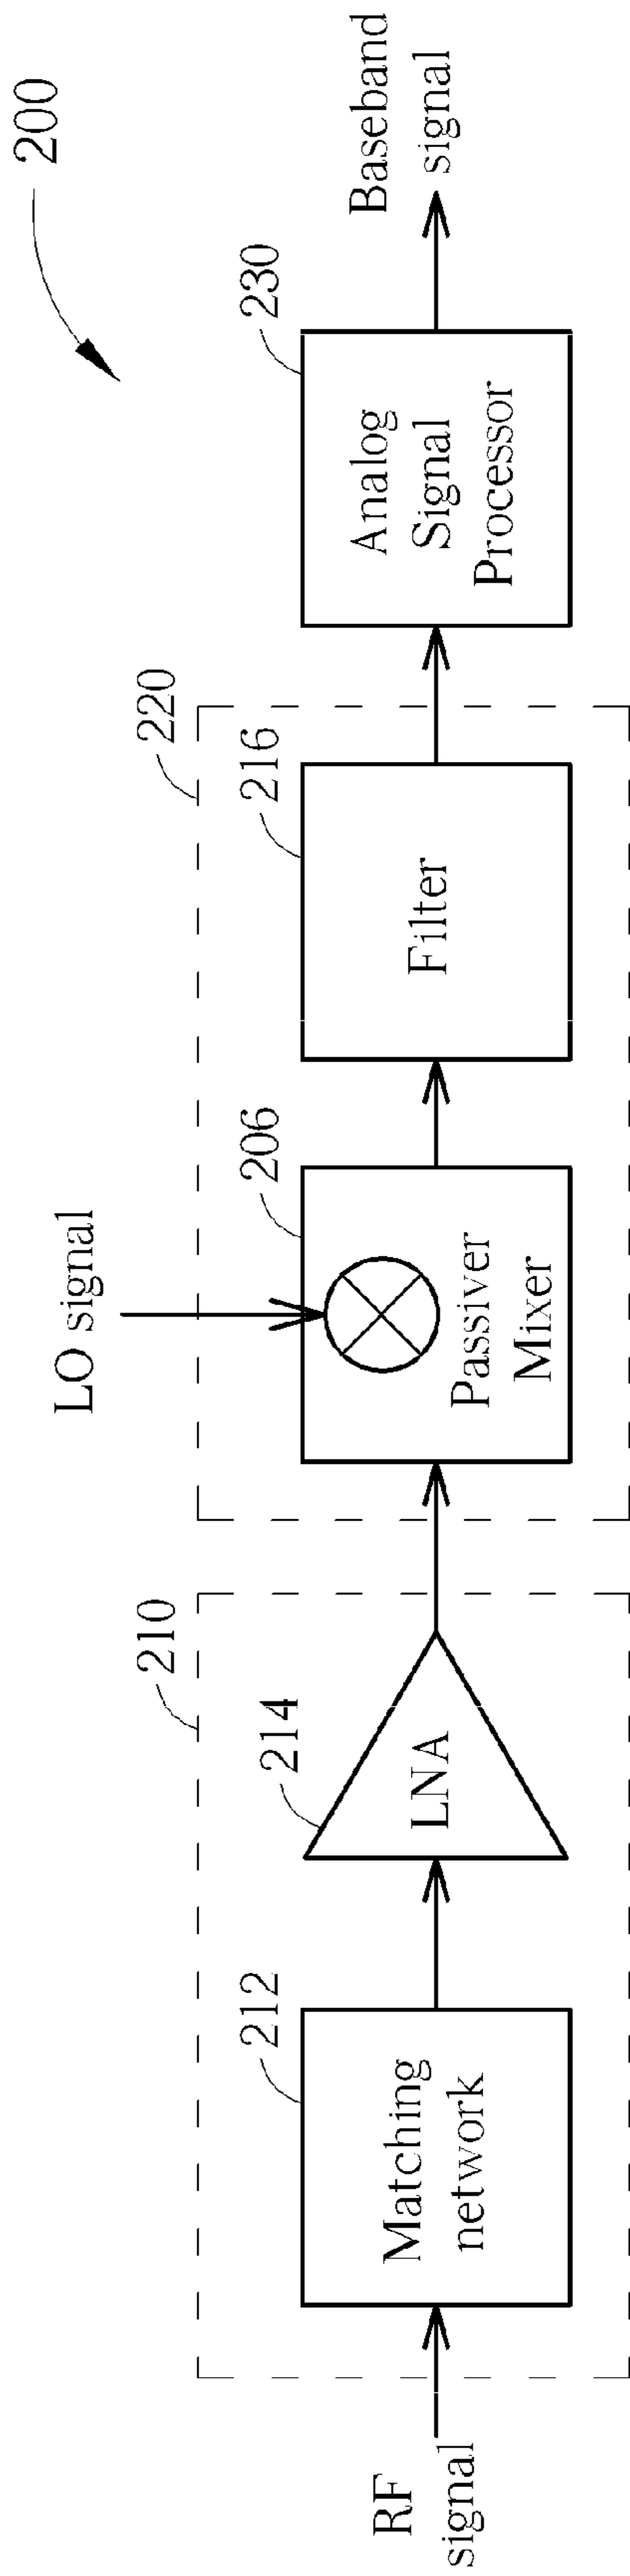 200
210
220
LO signal
212
214
206
216
230
RF
signal
Matching
network
LNA
Passiver
Mixer
Filter
Analog
Signal
Processor
Baseband
signal